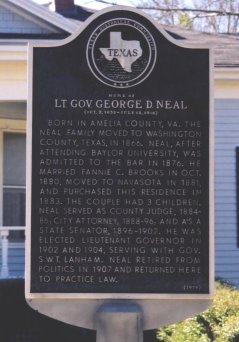 TEXAS HISTORICAL COMMISSION
TEXAS
HOME OF
LT GOV GEORGE D. NEAL
BORN IN AMELIA COUNTY, VA. THE
NEAL FAMILY MOVED TO WASHINGTON
COUNTY, TEXAS, IN 1866. NEAL, AFTER
ATTENDING BAYLOR UNIVERSITY, WAS
ADMITTED TO THE BAR IN 1876. HE
MARRIED FANNIE C. BROOKS IN OCT.
1880, MOVED TO NAVASOTA IN 1881,
AND PURCHASED THIS RESIDENCE IN
1883. THE COUPLE HAD 3 CHILDREN.
NEAL SERVED AS COUNTY JUDGE, 1884-
86, CITY ATTORNEY, 1888-96, AND AS A
STATE SENATOR, 1896-1902. HE WAS
ELECTED LIEUTENANT GOVERNOR IN
1902 AND 1904, SERVING WITH GOV.
S.W.T. LANHAM. NEAL RETIRED FROM
POLITICS IN 1907 AND RETURNED HERE
TO PRACTICE LAW.